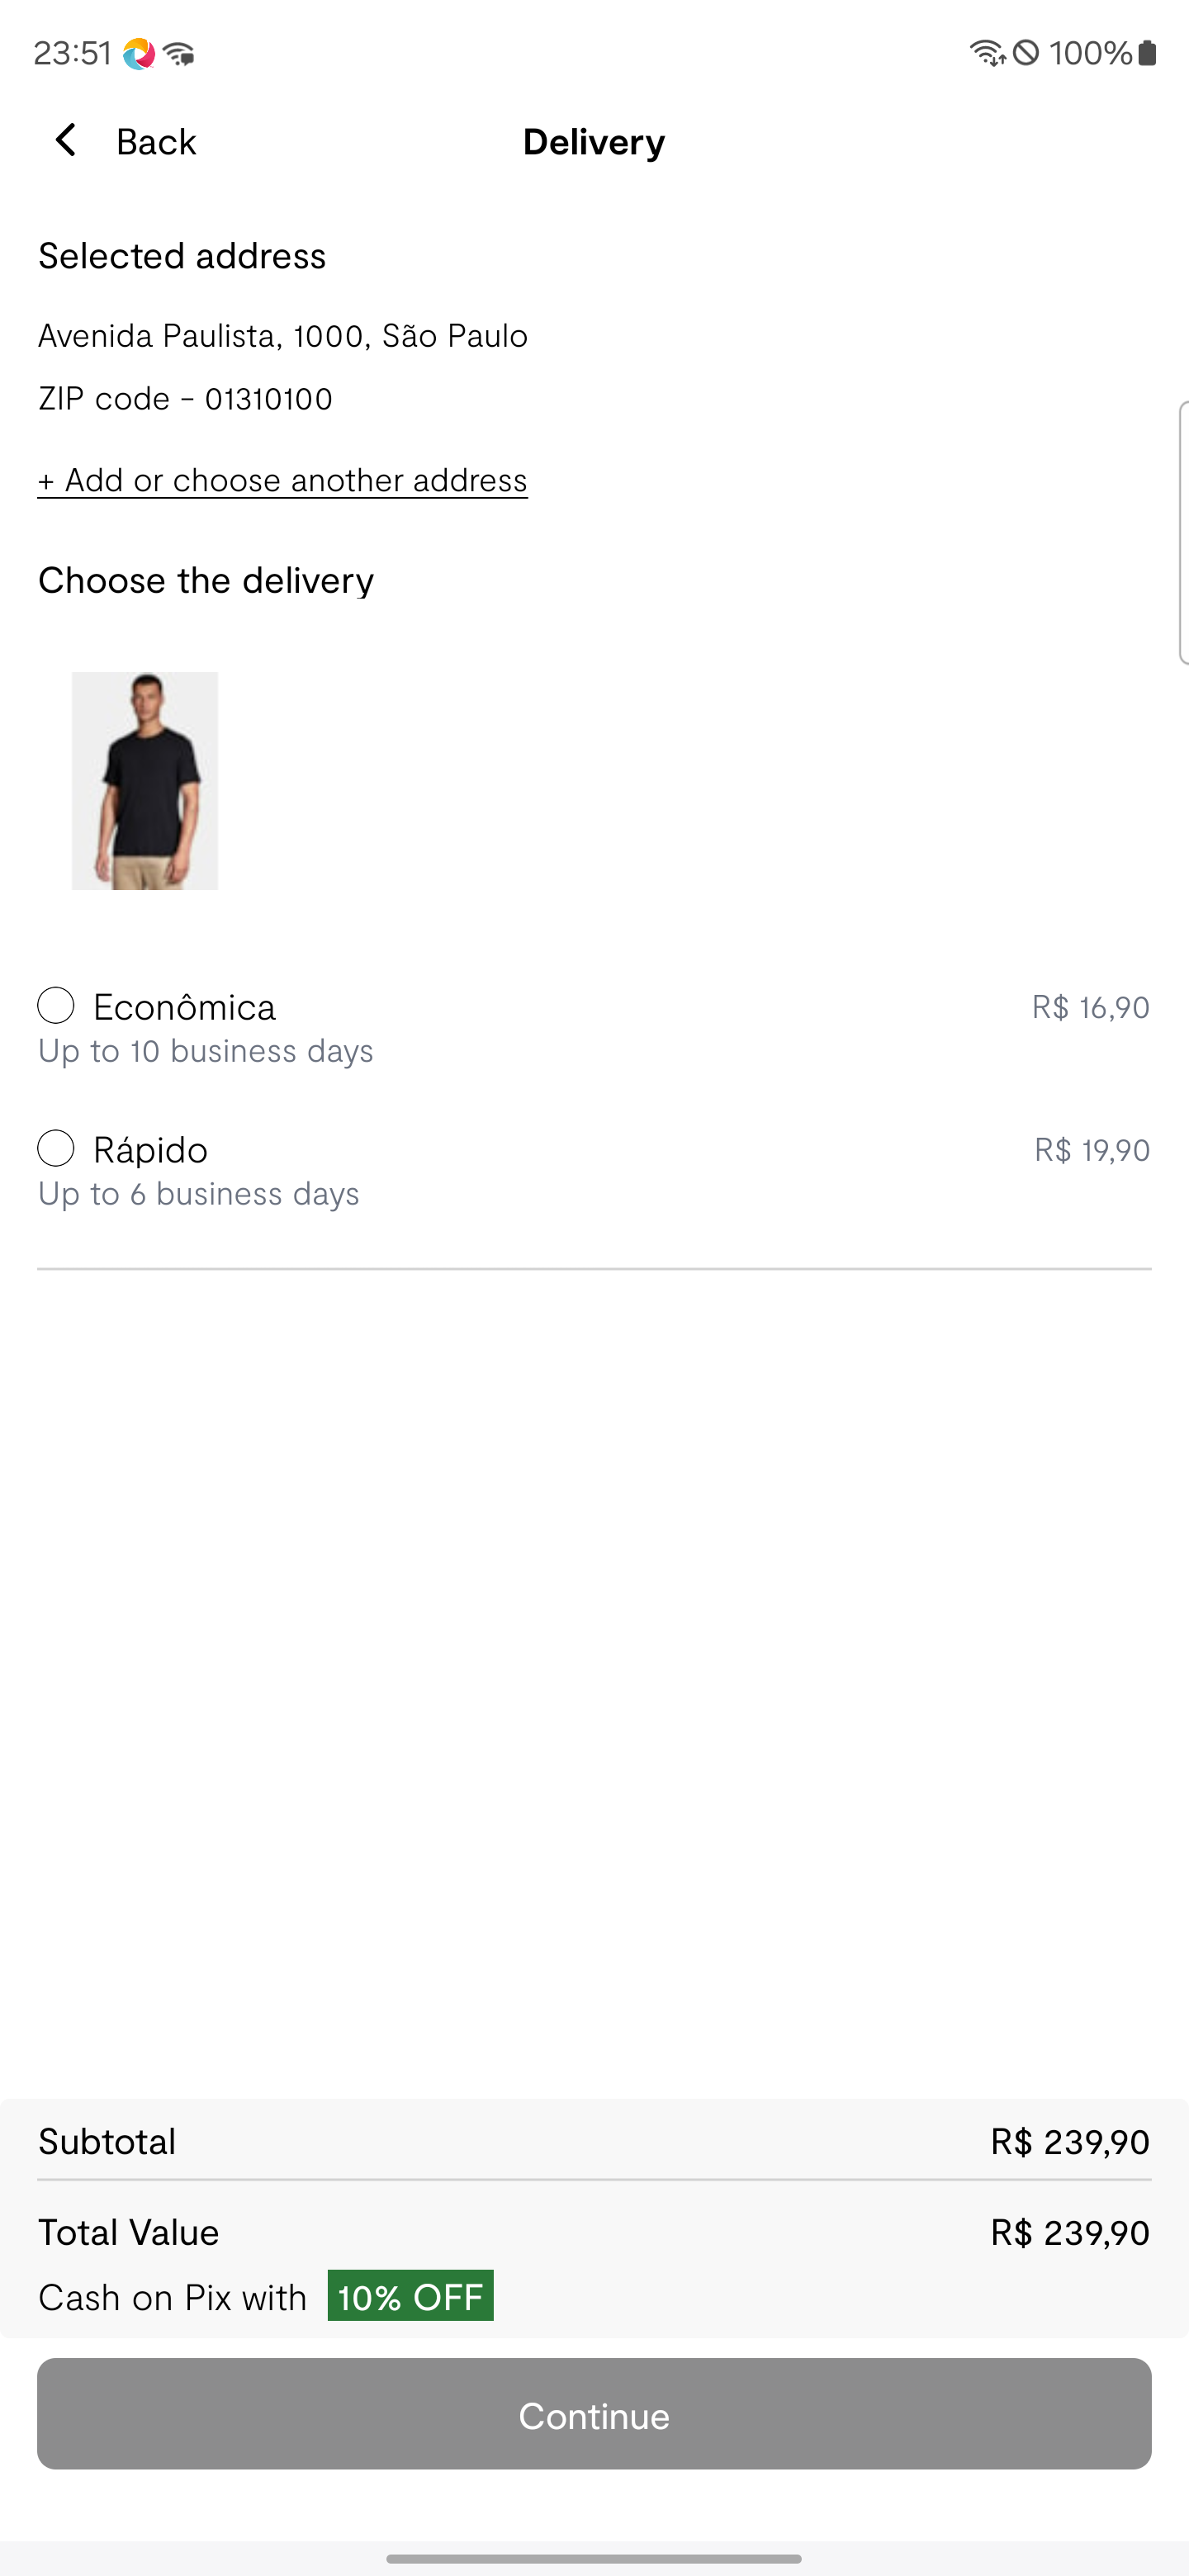 23:51 100%
Back Delivery
Selected address
Avenida Paulista, 1000, São Paulo
ZIP code - 01310100
+ Add or choose another address
Choose the delivery
Econômica R$ 16,90
Up to 10 business days
Rápido R$ 19,90
Up to 6 business days
Subtotal R$ 239,90
Total Value R$ 239,90
Cash on Pix with 10% OFF
Continue